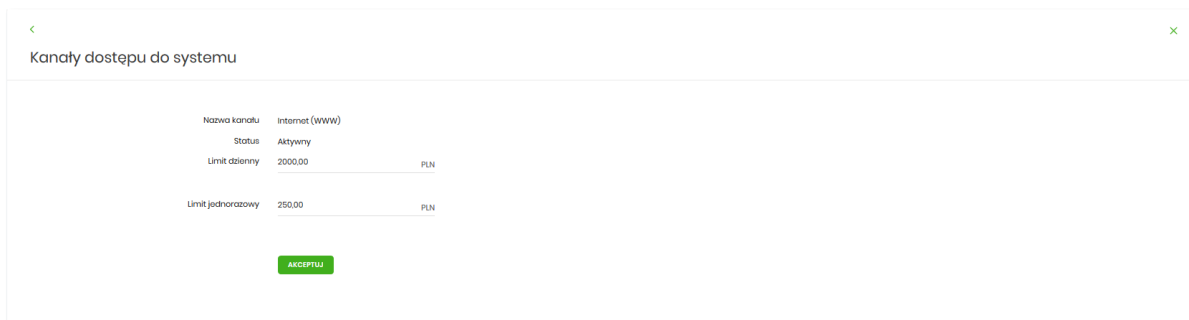 Kanały dostępu do systemu
Nazwa kanału Internet (WWW)
Status Aktywny
Limit dzienny 2000,00 PLN
Limit jednorazowy 250,00 PLN
AKCEPTUJ